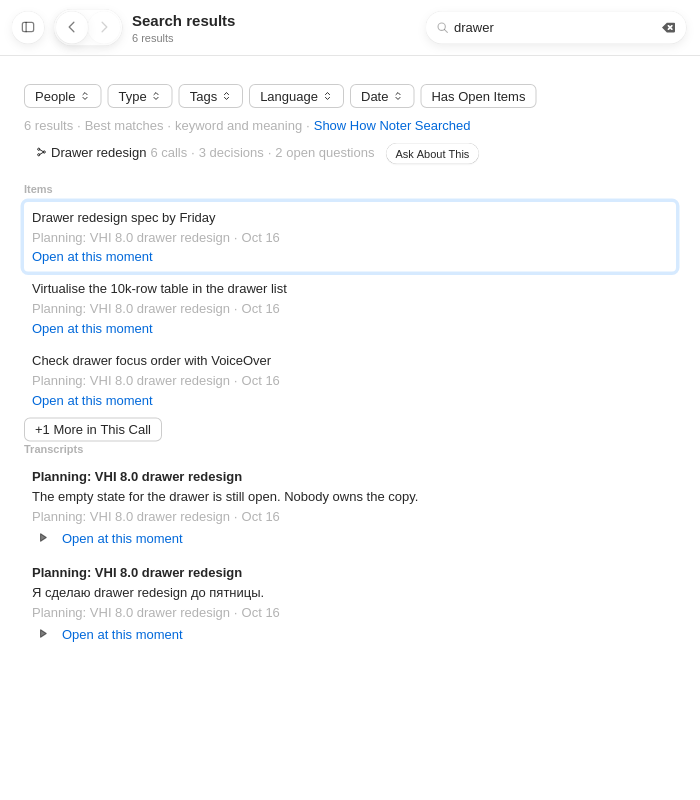 Search results
6 results
drawer
People Type Tags Language Date Has Open Items
6 results · Best matches · keyword and meaning · Show How Noter Searched
Drawer redesign 6 calls · 3 decisions · 2 open questions Ask About This
Items
Drawer redesign spec by Friday
Planning: VHI 8.0 drawer redesign · Oct 16
Open at this moment
Virtualise the 10k-row table in the drawer list
Planning: VHI 8.0 drawer redesign · Oct 16
Open at this moment
Check drawer focus order with VoiceOver
Planning: VHI 8.0 drawer redesign · Oct 16
Open at this moment
+1 More in This Call
Transcripts
Planning: VHI 8.0 drawer redesign
The empty state for the drawer is still open. Nobody owns the copy.
Planning: VHI 8.0 drawer redesign · Oct 16
Open at this moment
Planning: VHI 8.0 drawer redesign
Я сделаю drawer redesign до пятницы.
Planning: VHI 8.0 drawer redesign · Oct 16
Open at this moment